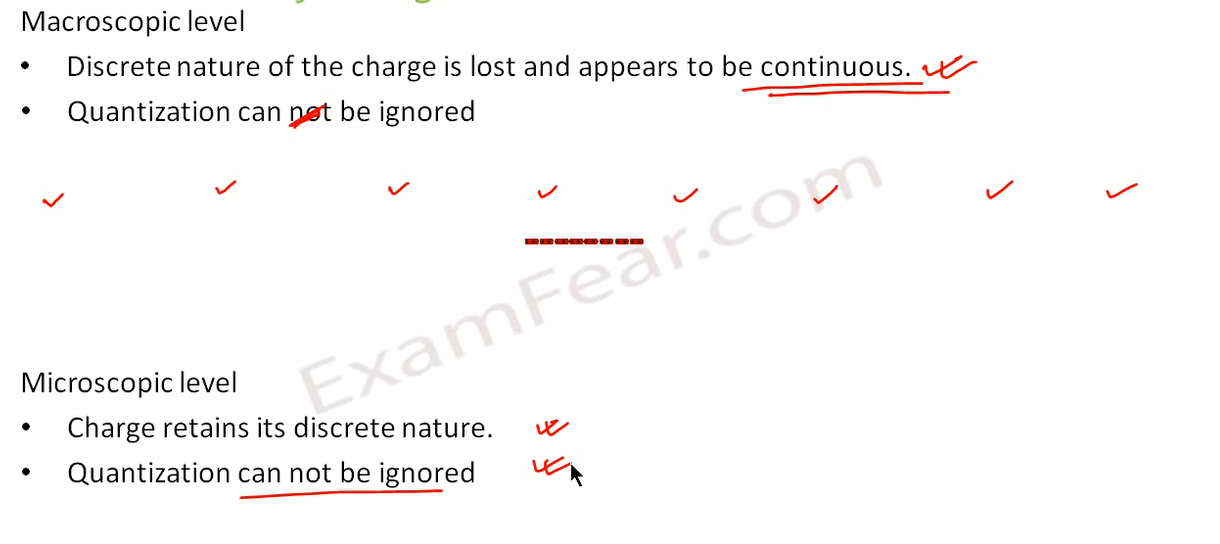 Macroscopic level
• Discrete nature of the charge is lost and appears to be continuous.
• Quantization can not be ignored
ExamFear.com
Microscopic level
• Charge retains its discrete nature.
• Quantization can not be ignored